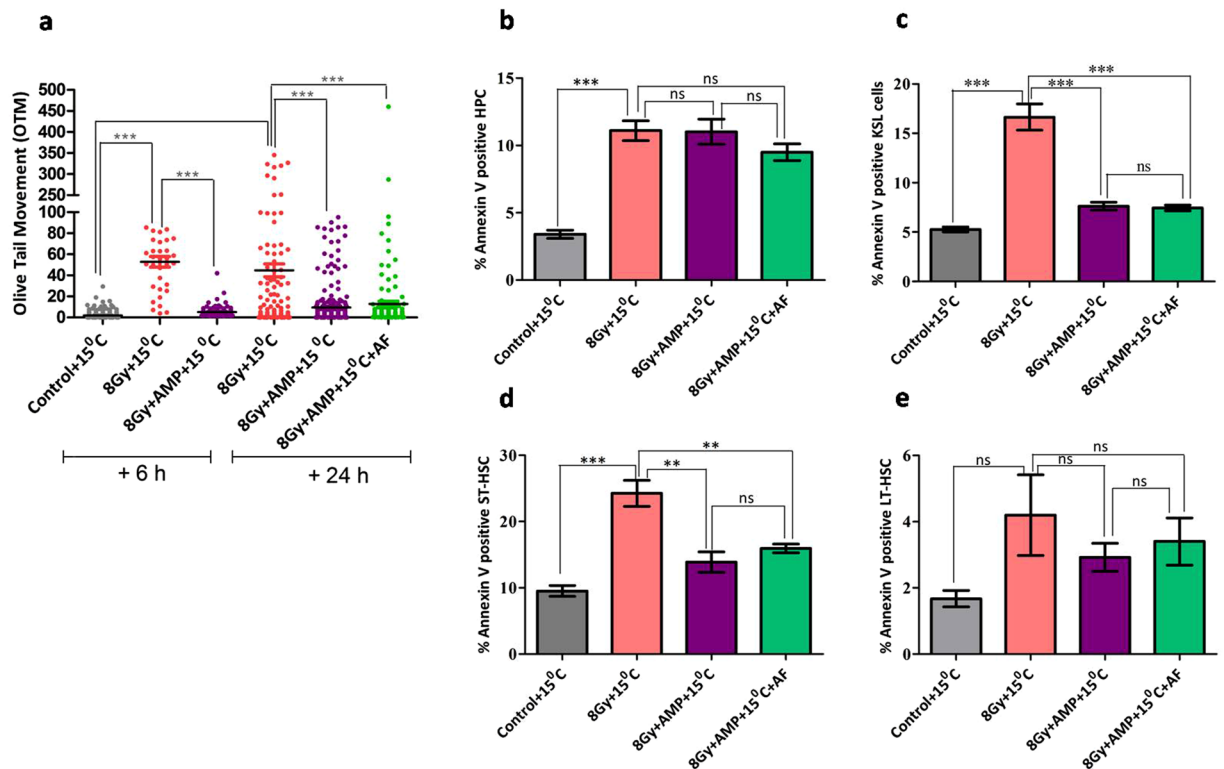 a
Olive Tail Movement (OTM)
500
450
400
350
300
250
200
150
100
100
80
60
40
20
0
***
***
***
***
Control+15⁰C
8Gy+15⁰C
8Gy+AMP+15⁰C
8Gy+15⁰C
8Gy+AMP+15⁰C
8Gy+AMP+15⁰C+AF
+ 6 h
+ 24 h
b
% Annexin V positive HPC
15
10
5
0
***
ns
ns
ns
Control+15⁰C
8Gy+15⁰C
8Gy+AMP+15⁰C
8Gy+AMP+15⁰C+AF
c
% Annexin V positive KSL cells
20
15
10
5
0
***
***
***
ns
Control+15⁰C
8Gy+15⁰C
8Gy+AMP+15⁰C
8Gy+AMP+15⁰C+AF
d
% Annexin V positive ST-HSC
30
20
10
0
***
**
**
ns
Control+15⁰C
8Gy+15⁰C
8Gy+AMP+15⁰C
8Gy+AMP+15⁰C+AF
e
% Annexin V positive LT-HSC
6
4
2
0
ns
ns
ns
ns
Control+15⁰C
8Gy+15⁰C
8Gy+AMP+15⁰C
8Gy+AMP+15⁰C+AF